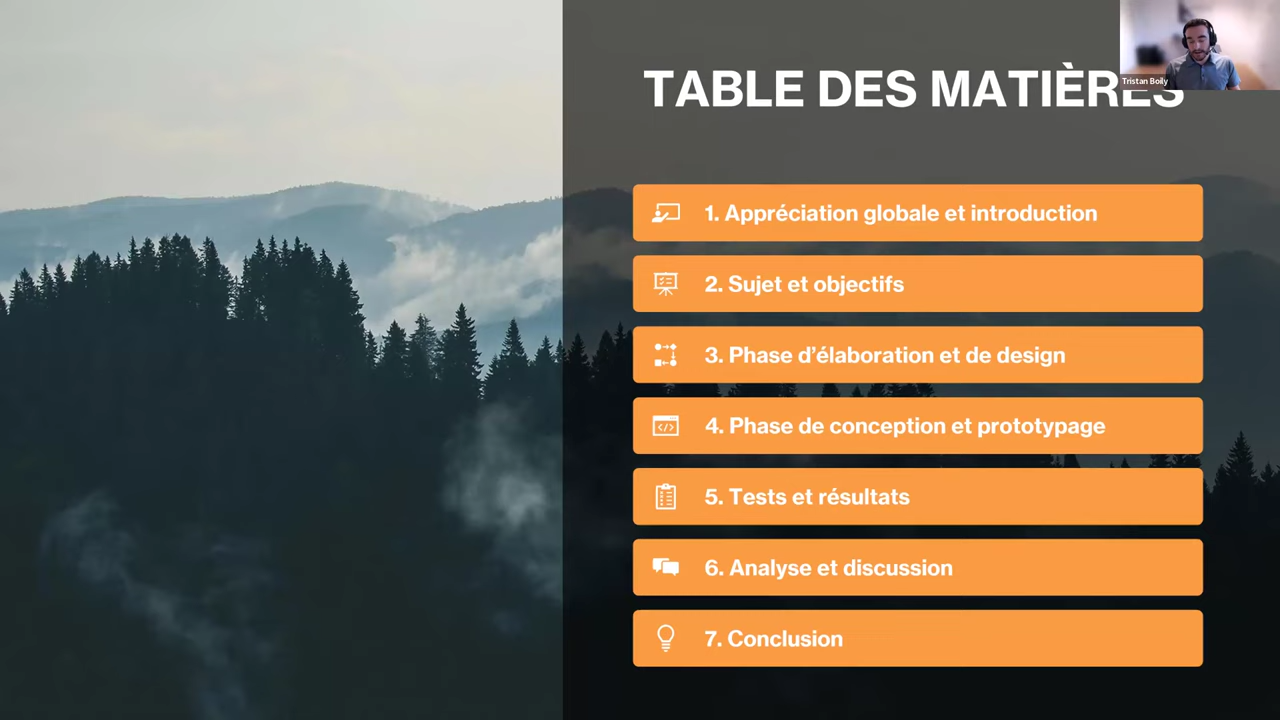 TABLE DES MATIÈRES
Tristan Boily
1. Appréciation globale et introduction
2. Sujet et objectifs
3. Phase d’élaboration et de design
4. Phase de conception et prototypage
5. Tests et résultats
6. Analyse et discussion
7. Conclusion